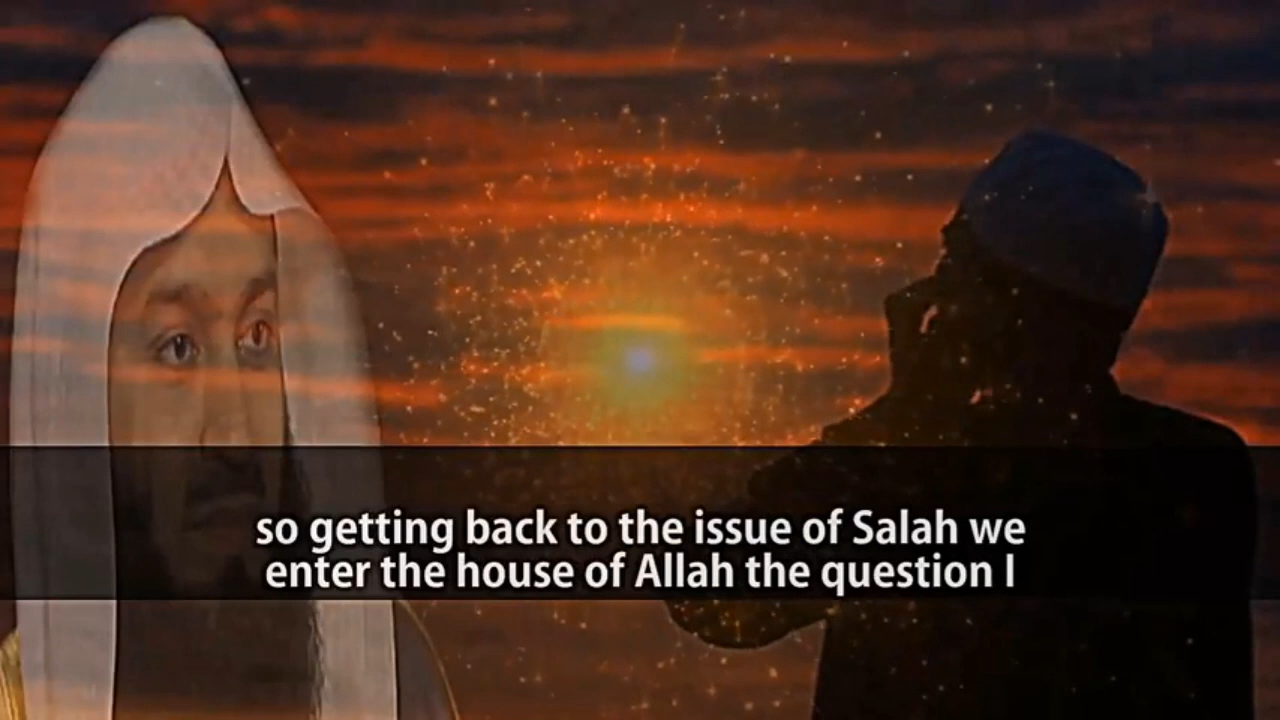 so getting back to the issue of Salah we
enter the house of Allah the question I